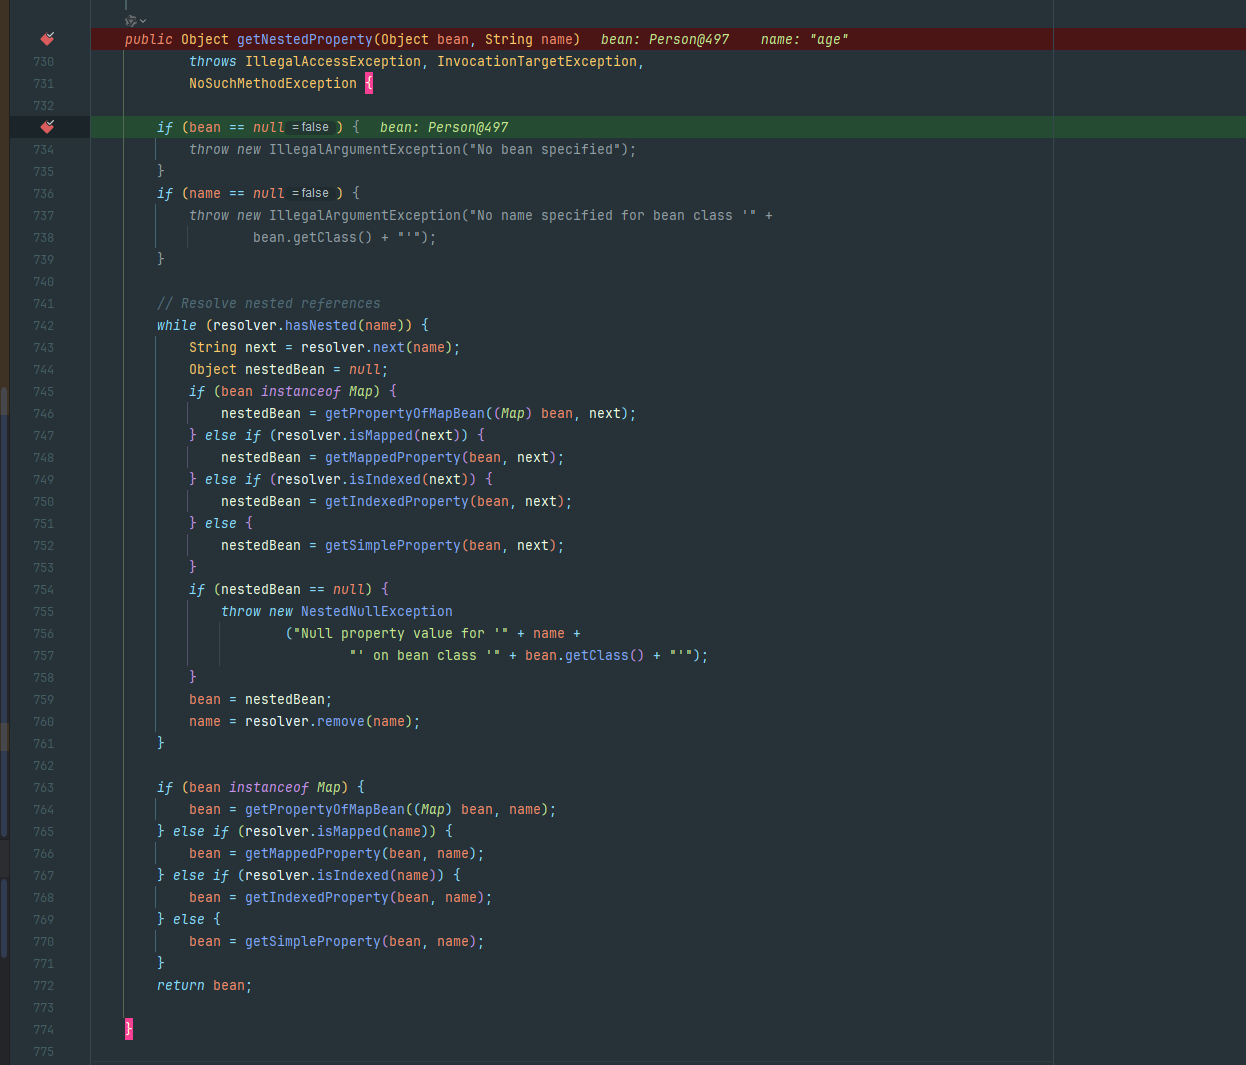 public Object getNestedProperty(Object bean, String name)   bean: Person@497    name: "age"
730 throws IllegalAccessException, InvocationTargetException,
731 NoSuchMethodException {
732
if (bean == null = false ) {   bean: Person@497
734 throw new IllegalArgumentException("No bean specified");
735 }
736 if (name == null = false ) {
737 throw new IllegalArgumentException("No name specified for bean class '" +
738 bean.getClass() + "'");
739 }
740
741 // Resolve nested references
742 while (resolver.hasNested(name)) {
743 String next = resolver.next(name);
744 Object nestedBean = null;
745 if (bean instanceof Map) {
746 nestedBean = getPropertyOfMapBean((Map) bean, next);
747 } else if (resolver.isMapped(next)) {
748 nestedBean = getMappedProperty(bean, next);
749 } else if (resolver.isIndexed(next)) {
750 nestedBean = getIndexedProperty(bean, next);
751 } else {
752 nestedBean = getSimpleProperty(bean, next);
753 }
754 if (nestedBean == null) {
755 throw new NestedNullException
756 ("Null property value for '" + name +
757 "' on bean class '" + bean.getClass() + "'");
758 }
759 bean = nestedBean;
760 name = resolver.remove(name);
761 }
762
763 if (bean instanceof Map) {
764 bean = getPropertyOfMapBean((Map) bean, name);
765 } else if (resolver.isMapped(name)) {
766 bean = getMappedProperty(bean, name);
767 } else if (resolver.isIndexed(name)) {
768 bean = getIndexedProperty(bean, name);
769 } else {
770 bean = getSimpleProperty(bean, name);
771 }
772 return bean;
773
774 }
775